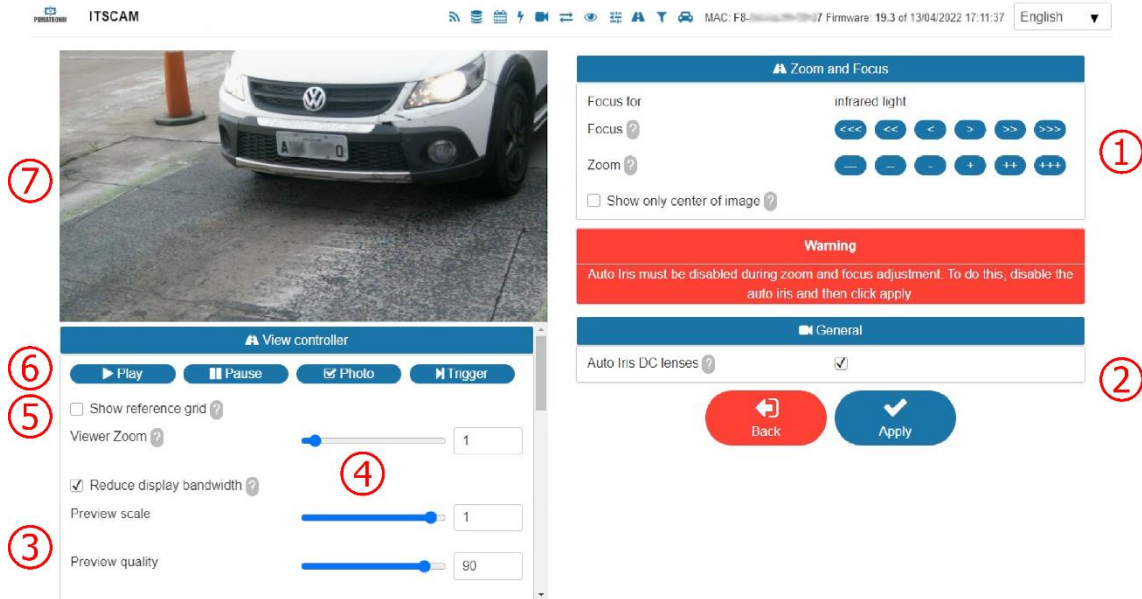 PUMATRONIX
ITSCAM
MAC: F8- 7 Firmware: 19.3 of 13/04/2022 17:11:37
English
7
A D
Zoom and Focus
Focus for infrared light
Focus ? <<< << < > >> >>>
Zoom ? --- -- - + ++ +++
Show only center of image ?
1
Warning
Auto Iris must be disabled during zoom and focus adjustment. To do this, disable the
auto iris and then click apply
General
Auto Iris DC lenses ?
2
Back
Apply
View controller
6
Play Pause Photo Trigger
5
Show reference grid ?
Viewer Zoom ? 1
4
Reduce display bandwidth ?
Preview scale 1
3
Preview quality 90